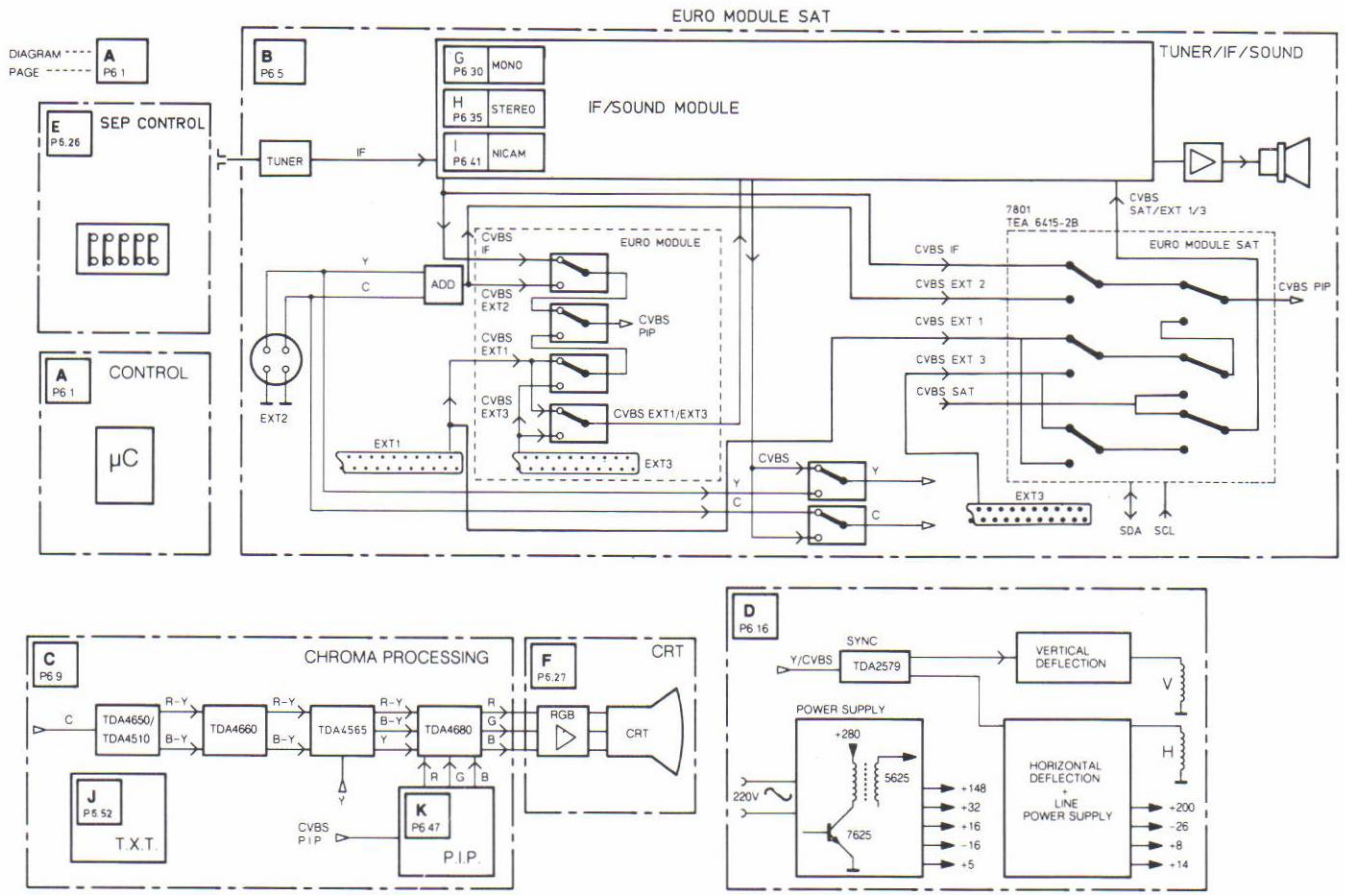 EURO MODULE SAT
DIAGRAM
PAGE
A
P6 1
B
P6 5
TUNER/IF/SOUND
G
P6 30
MONO
H
P6 35
STEREO
I
P6 41
NICAM
IF/SOUND MODULE
E
P6.26
SEP CONTROL
TUNER
IF
CVBS
SAT/EXT 1/3
7801
TEA 6415-2B
EURO MODULE SAT
CVBS IF
CVBS EXT 2
CVBS EXT 1
CVBS EXT 3
CVBS SAT
CVBS PIP
EURO MODULE
CVBS
IF
CVBS
EXT2
CVBS
PIP
CVBS
EXT1
CVBS
EXT3
CVBS EXT1/EXT3
Y
C
ADD
EXT2
EXT1
EXT3
A
P6 1
CONTROL
µC
CVBS
Y
Y
C
C
EXT3
SDA
SCL
C
P6 9
CHROMA PROCESSING
C
TDA4650/
TDA4510
R-Y
B-Y
TDA4660
R-Y
B-Y
TDA4565
R-Y
B-Y
Y
TDA4680
R
G
B
Y
R
G
B
J
P6.52
T.X.T.
CVBS
P.I.P
K
P6 47
P.I.P.
F
P6.27
CRT
RGB
CRT
D
P6 16
SYNC
Y/CVBS
TDA2579
VERTICAL
DEFLECTION
V
POWER SUPPLY
+280
5625
7625
220V
+148
+32
+16
-16
+5
HORIZONTAL
DEFLECTION
+
LINE
POWER SUPPLY
H
+200
-26
+8
+14